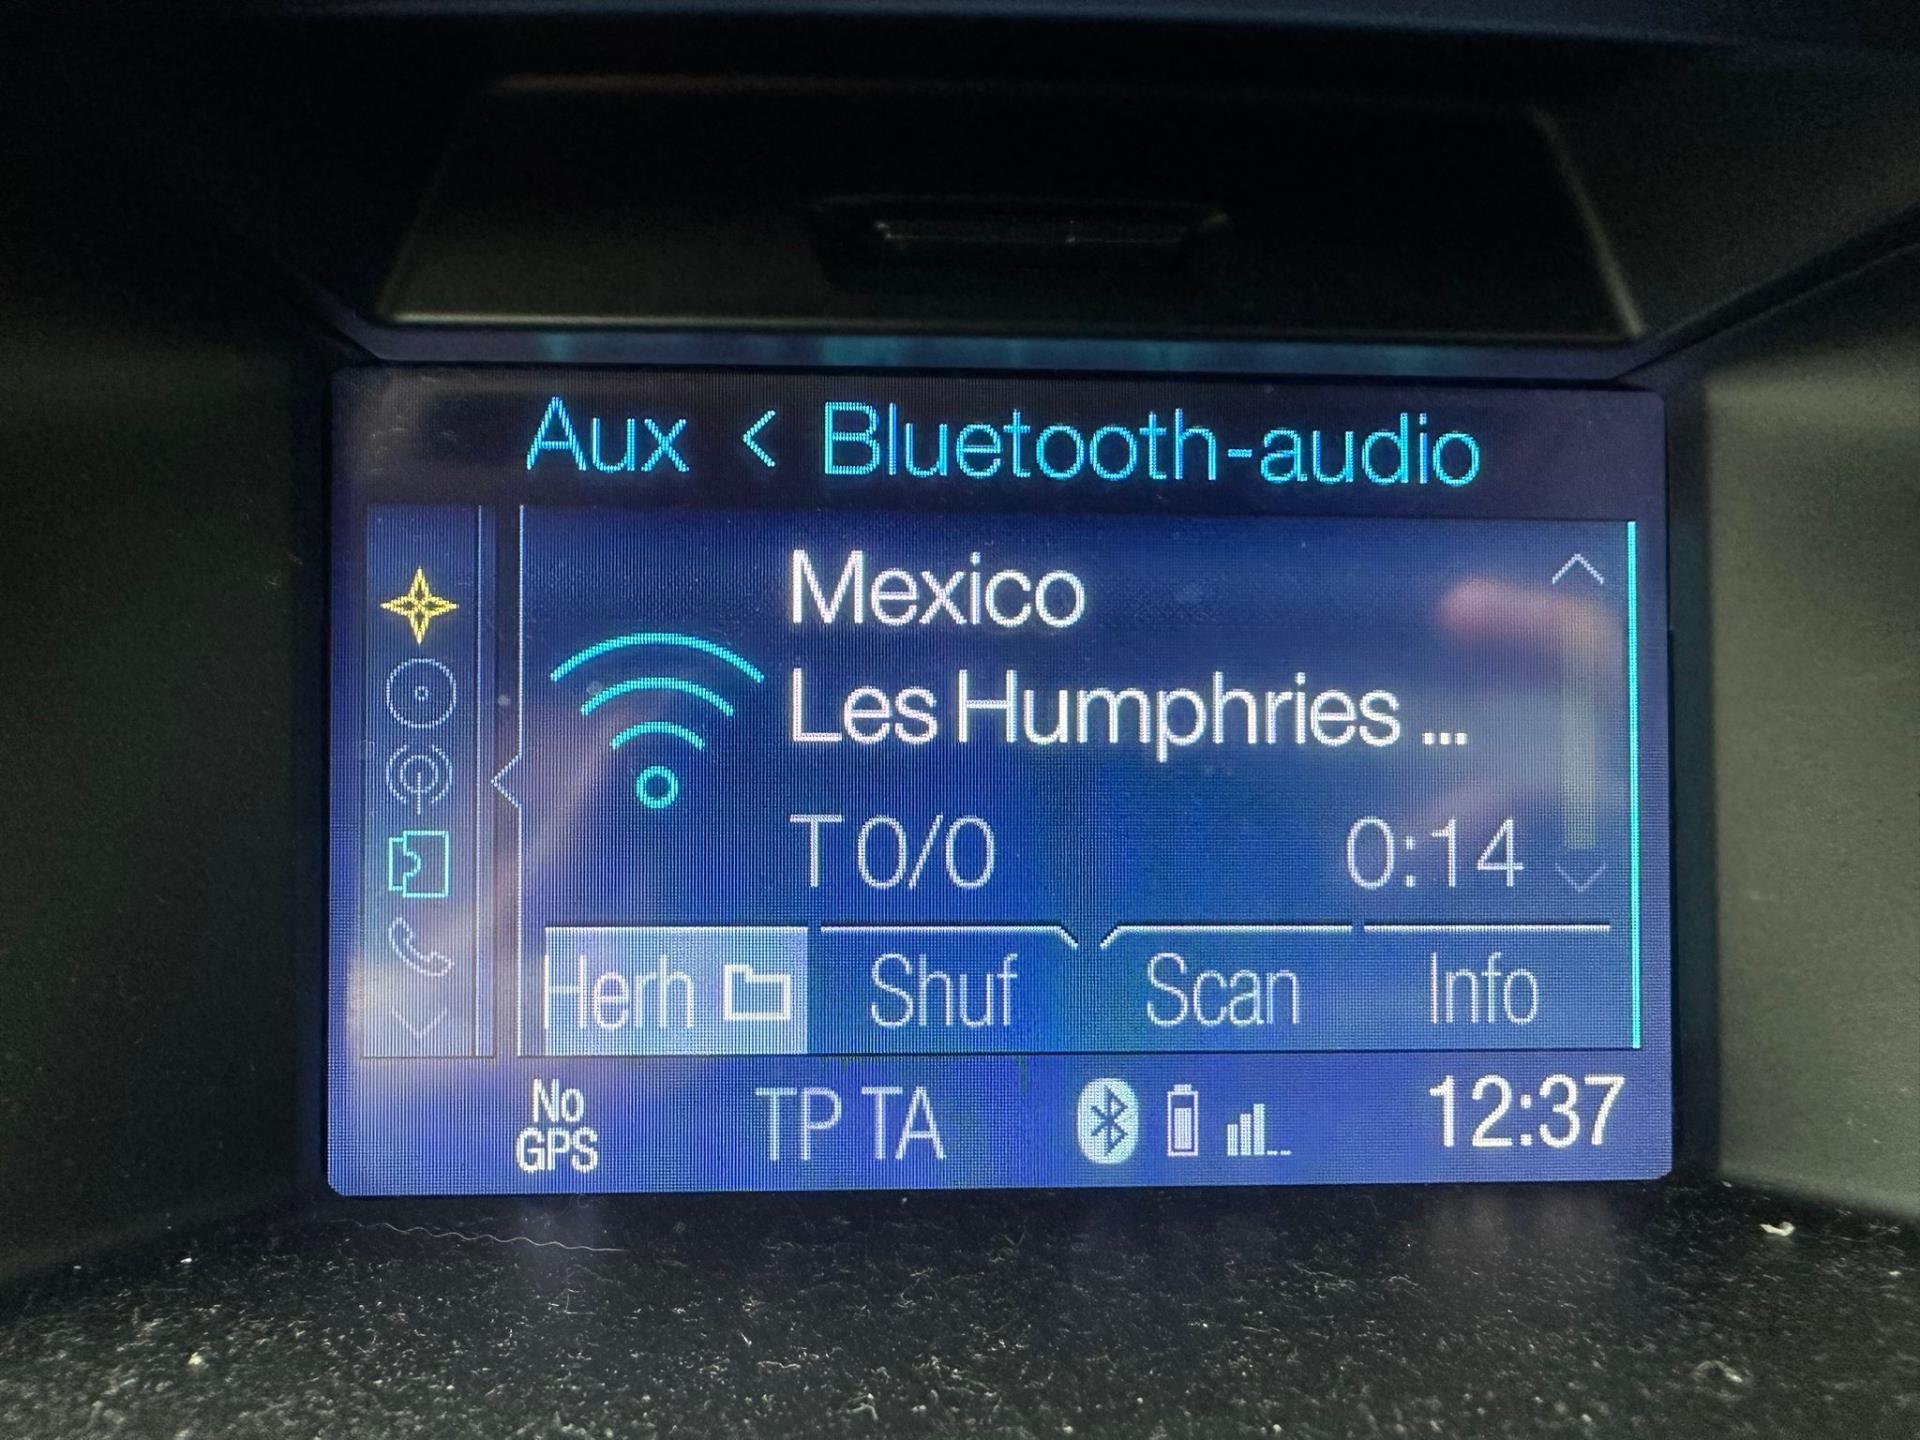 Aux < Bluetooth-audio
Mexico
Les Humphries ...
T 0/0 0:14
Herh Shuf Scan Info
No GPS TP TA 12:37